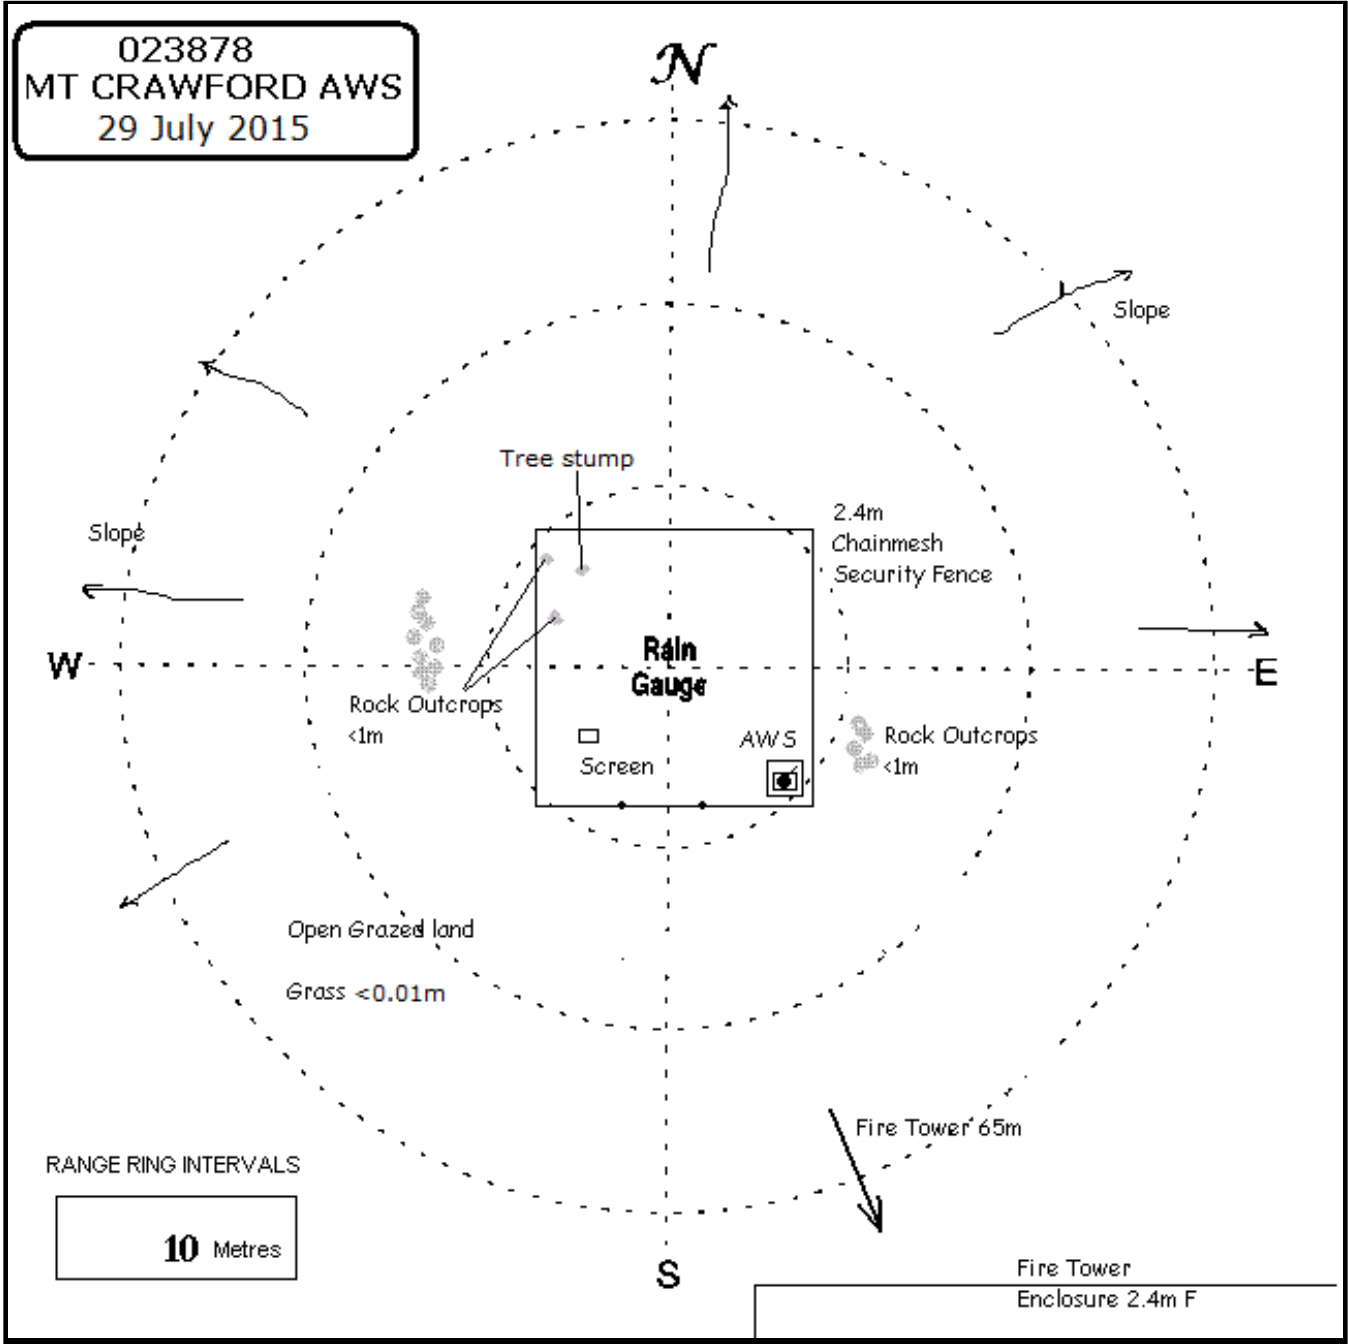 023878
MT CRAWFORD AWS
29 July 2015
N
Slope
Tree stump
2.4m
Chainmesh
Security Fence
Slope
W
Rain
Gauge
E
Rock Outcrops
<1m
AWS
Rock Outcrops
<1m
Screen
Open Grazed land
Grass <0.01m
Fire Tower 65m
RANGE RING INTERVALS
10 Metres
S
Fire Tower
Enclosure 2.4m F